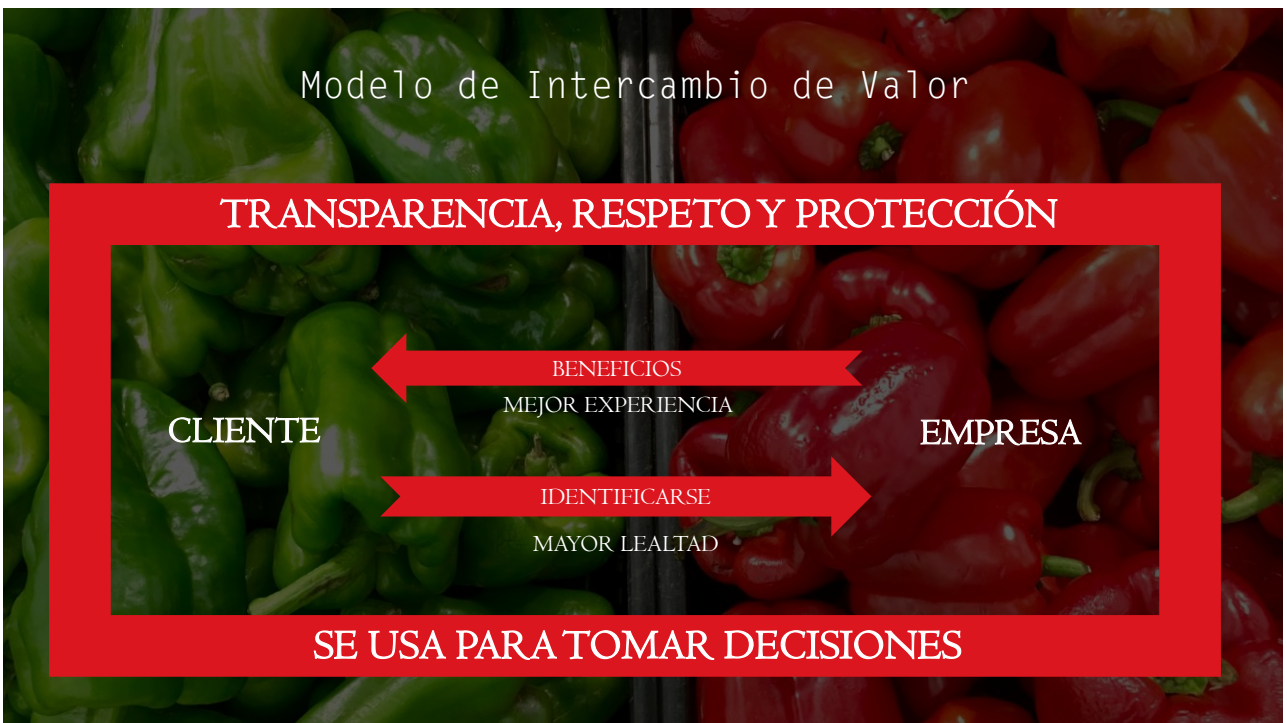 Modelo de Intercambio de Valor
TRANSPARENCIA, RESPETO Y PROTECCIÓN
BENEFICIOS
MEJOR EXPERIENCIA
CLIENTE
EMPRESA
IDENTIFICARSE
MAYOR LEALTAD
SE USA PARA TOMAR DECISIONES